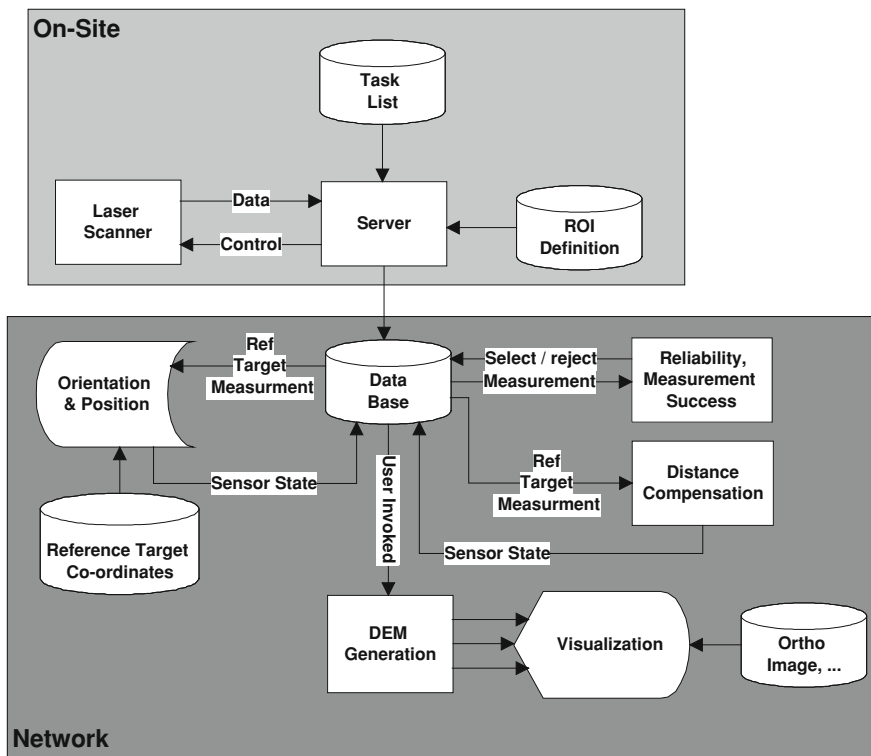 On-Site
Task
List
Laser
Scanner
Data
Control
Server
ROI
Definition
Ref
Target
Measurment
Orientation
& Position
Data
Base
Select / reject
Measurement
Reliability,
Measurement
Success
Sensor State
User Invoked
Ref
Target
Measurment
Distance
Compensation
Reference Target
Co-ordinates
Sensor State
DEM
Generation
Visualization
Ortho
Image, ...
Network